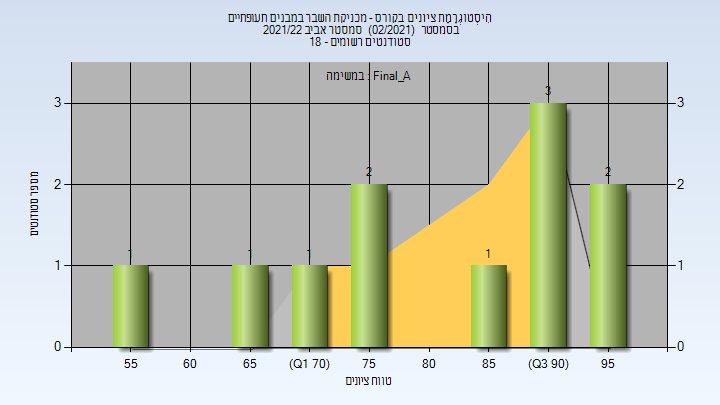 הִיסְטוֹגְרָמַת ציונים בקורס - מכניקת השבר במבנים תעופתיים
בסמסטר (02/2021) סמסטר אביב 2021/22
סטודנטים רשומים - 18
במשימה : Final_A
מספר סטודנטים
3
2
1
0
3
2
1
0
1
1
1
2
1
3
2
55
60
65
(Q1 70)
75
80
85
(Q3 90)
95
טווח ציונים